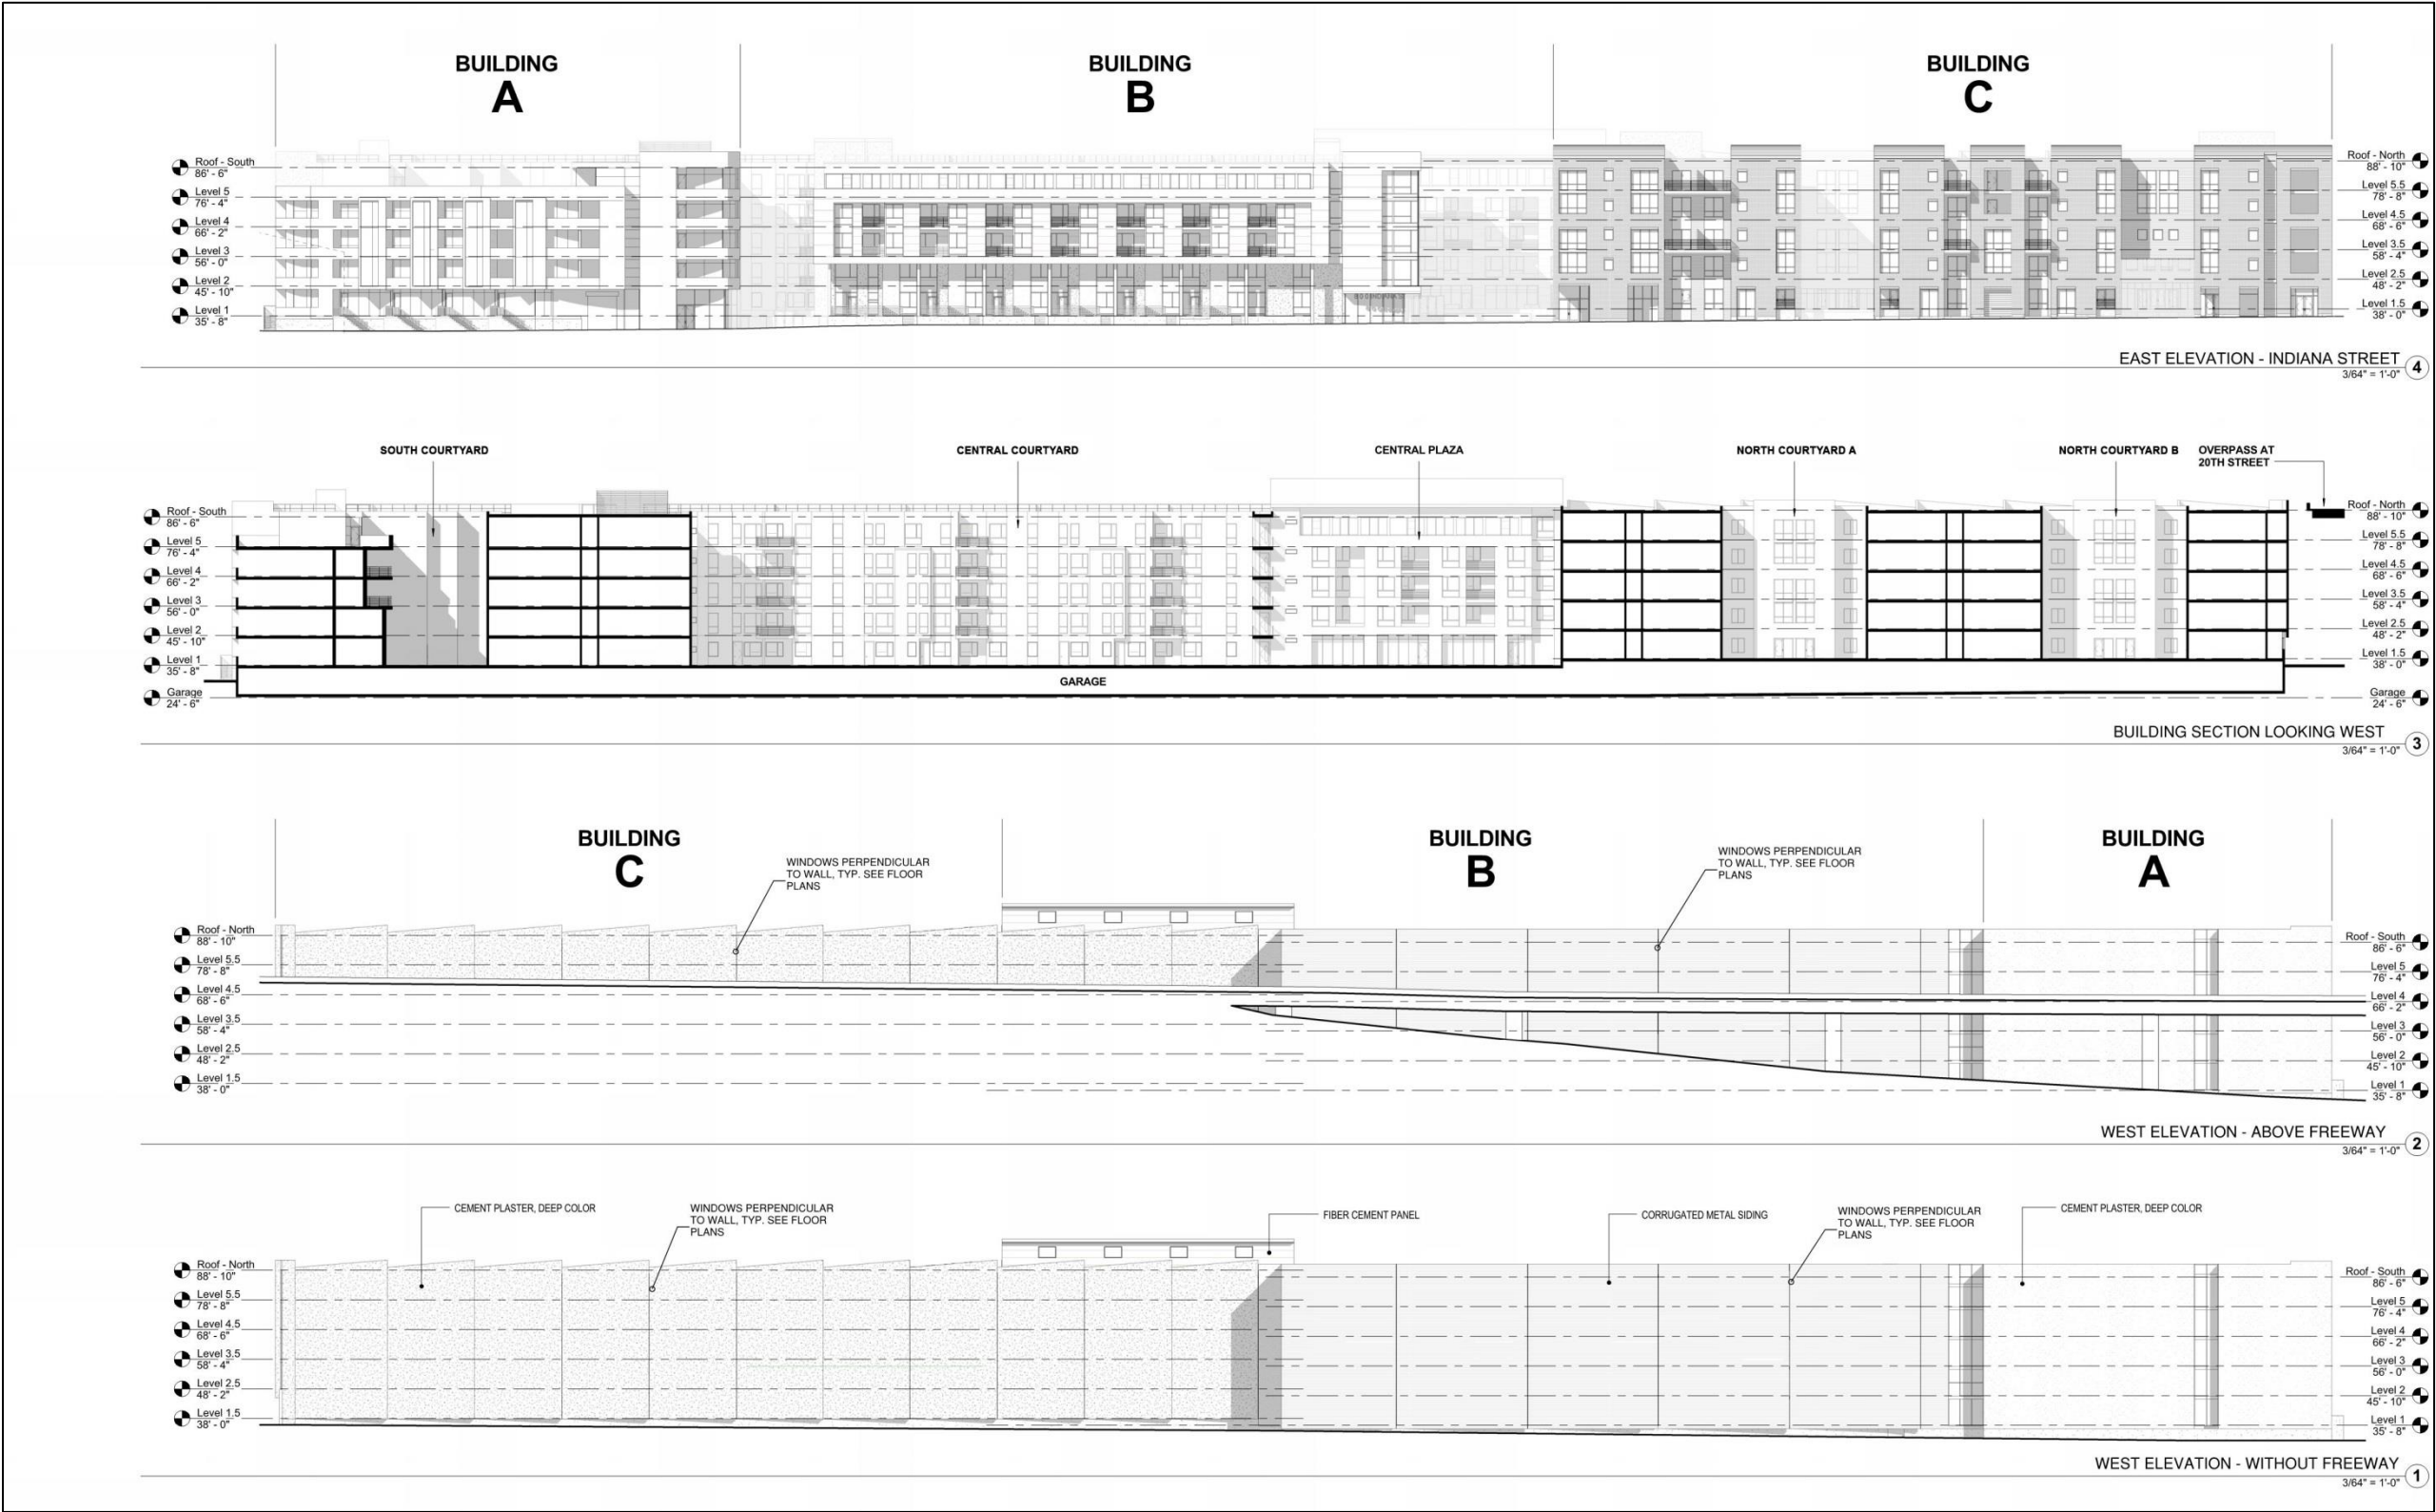 BUILDING
A
BUILDING
B
BUILDING
C
Roof - South
86' - 6"
Level 5
76' - 4"
Level 4
66' - 2"
Level 3
56' - 0"
Level 2
45' - 10"
Level 1
35' - 8"
Roof - North
88' - 10"
Level 5.5
78' - 8"
Level 4.5
68' - 6"
Level 3.5
58' - 4"
Level 2.5
48' - 2"
Level 1.5
38' - 0"
EAST ELEVATION - INDIANA STREET
4
3/64" = 1'-0"
SOUTH COURTYARD
CENTRAL COURTYARD
CENTRAL PLAZA
NORTH COURTYARD A
NORTH COURTYARD B
OVERPASS AT
20TH STREET
Roof - South
86' - 6"
Level 5
76' - 4"
Level 4
66' - 2"
Level 3
56' - 0"
Level 2
45' - 10"
Level 1
35' - 8"
Garage
24' - 6"
GARAGE
Roof - North
88' - 10"
Level 5.5
78' - 8"
Level 4.5
68' - 6"
Level 3.5
58' - 4"
Level 2.5
48' - 2"
Level 1.5
38' - 0"
Garage
24' - 6"
BUILDING SECTION LOOKING WEST
3
3/64" = 1'-0"
BUILDING
C
WINDOWS PERPENDICULAR
TO WALL, TYP. SEE FLOOR
PLANS
BUILDING
B
WINDOWS PERPENDICULAR
TO WALL, TYP. SEE FLOOR
PLANS
BUILDING
A
Roof - North
88' - 10"
Level 5.5
78' - 8"
Level 4.5
68' - 6"
Level 3.5
58' - 4"
Level 2.5
48' - 2"
Level 1.5
38' - 0"
Roof - South
86' - 6"
Level 5
76' - 4"
Level 4
66' - 2"
Level 3
56' - 0"
Level 2
45' - 10"
Level 1
35' - 8"
WEST ELEVATION - ABOVE FREEWAY
2
3/64" = 1'-0"
CEMENT PLASTER, DEEP COLOR
WINDOWS PERPENDICULAR
TO WALL, TYP. SEE FLOOR
PLANS
FIBER CEMENT PANEL
CORRUGATED METAL SIDING
WINDOWS PERPENDICULAR
TO WALL, TYP. SEE FLOOR
PLANS
CEMENT PLASTER, DEEP COLOR
Roof - North
88' - 10"
Level 5.5
78' - 8"
Level 4.5
68' - 6"
Level 3.5
58' - 4"
Level 2.5
48' - 2"
Level 1.5
38' - 0"
Roof - South
86' - 6"
Level 5
76' - 4"
Level 4
66' - 2"
Level 3
56' - 0"
Level 2
45' - 10"
Level 1
35' - 8"
WEST ELEVATION - WITHOUT FREEWAY
1
3/64" = 1'-0"